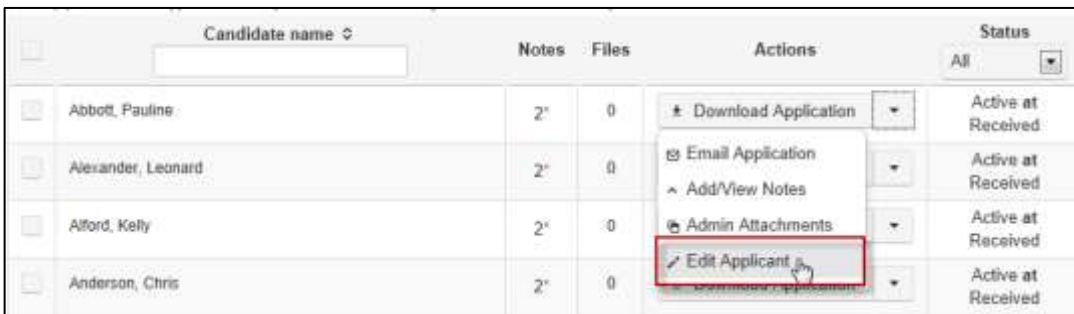 Candidate name
Notes Files Actions Status
All
Abbott, Pauline 2* 0 Download Application Active at
Received
Email Application
Alexander, Leonard 2* 0 Active at
Received
Add/View Notes
Alford, Kelly 2* 0 Admin Attachments Active at
Received
Edit Applicant
Anderson, Chris 2* 0 Download Application Active at
Received